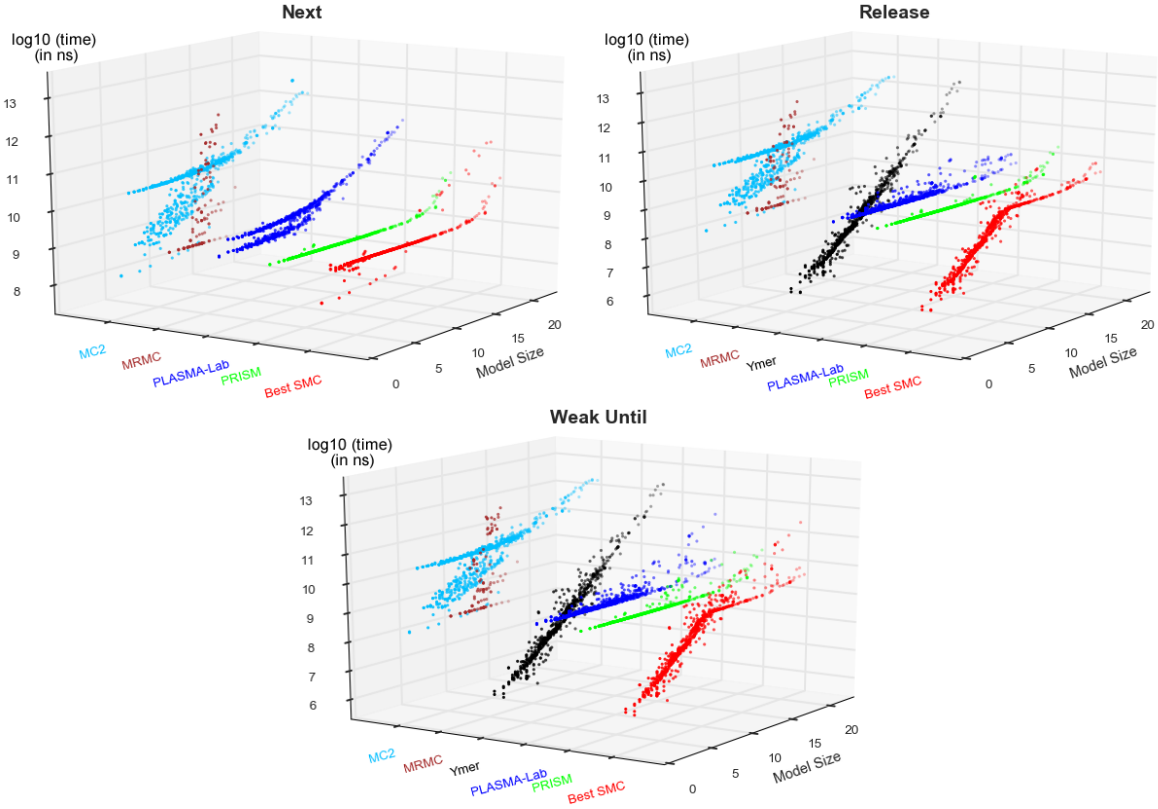 Next
log10 (time)
(in ns)
13
12
11
10
9
8
MC2
MRMC
PLASMA-Lab
PRISM
Best SMC
0
5
10
15
20
Model Size
Release
log10 (time)
(in ns)
13
12
11
10
9
8
7
6
MC2
MRMC
Ymer
PLASMA-Lab
PRISM
Best SMC
0
5
10
15
20
Model Size
Weak Until
log10 (time)
(in ns)
13
12
11
10
9
8
7
6
MC2
MRMC
Ymer
PLASMA-Lab
PRISM
Best SMC
0
5
10
15
20
Model Size